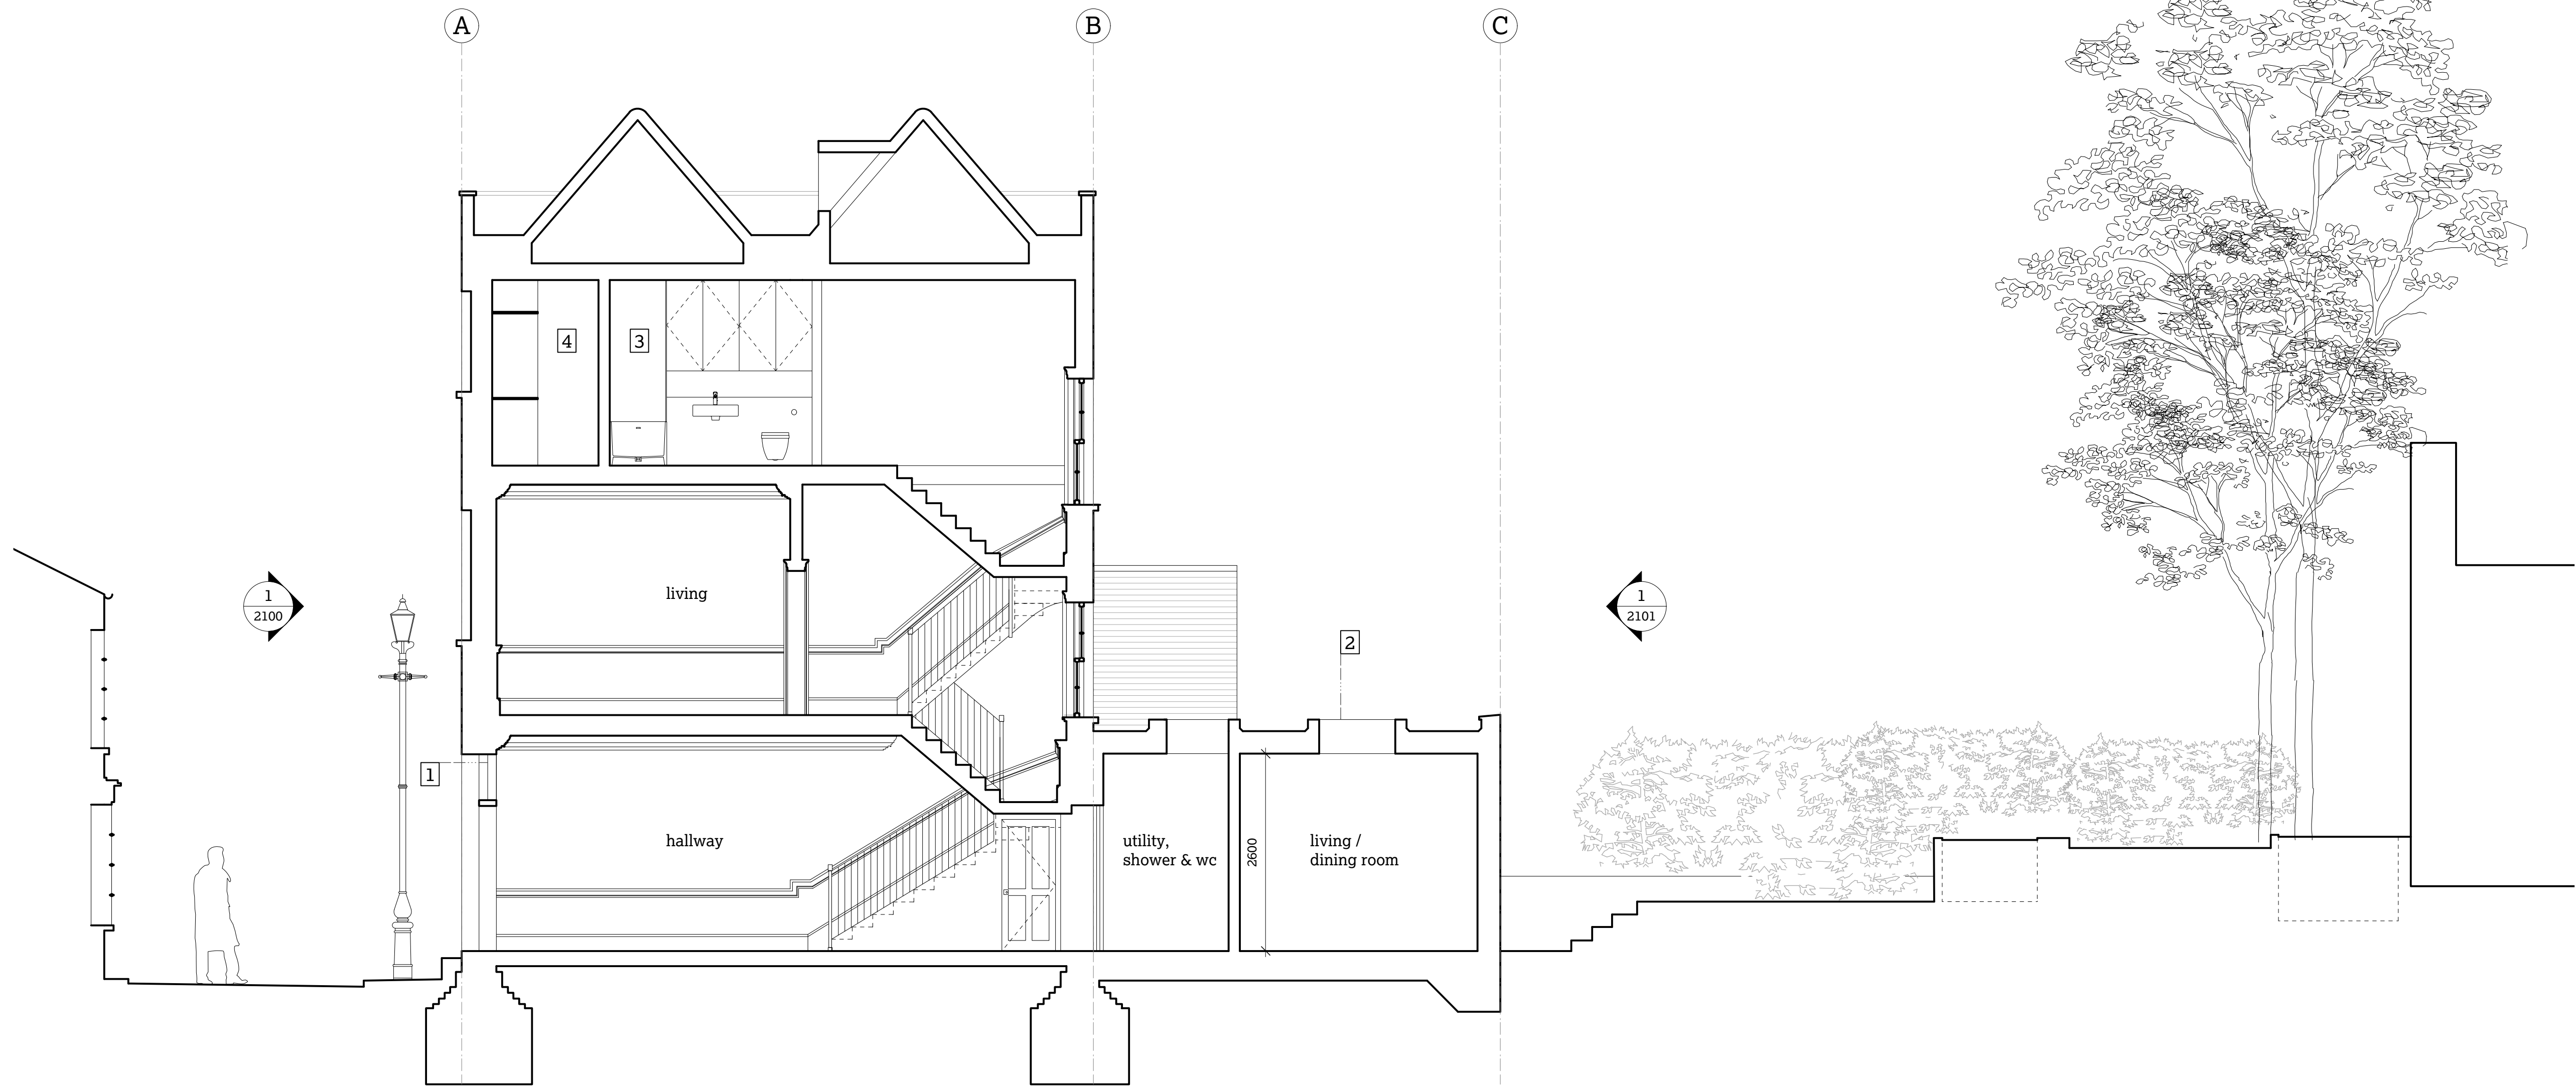 A
B
C
4
3
living
1
2100
1
2101
2
1
hallway
utility,
shower & wc
2600
living /
dining room